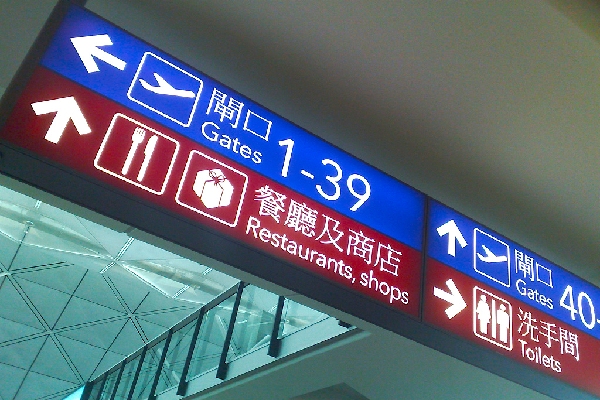 閘口
Gates
1-39
餐廳及商店
Restaurants, shops
閘口
Gates
40-
洗手間
Toilets